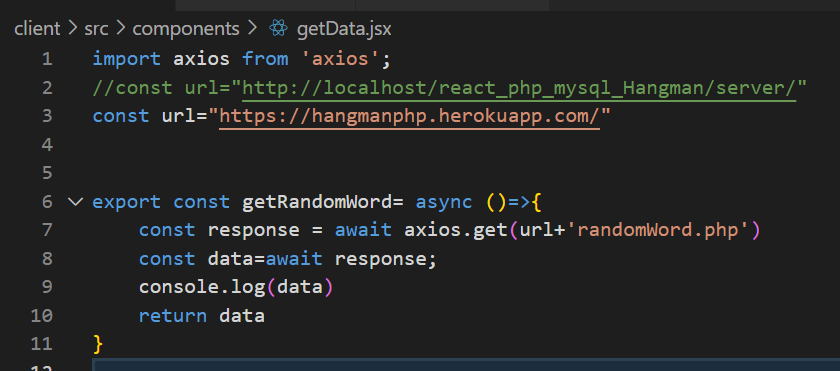 client > src > components > getData.jsx
1 import axios from 'axios';
2 //const url="http://localhost/react_php_mysql_Hangman/server/"
3 const url="https://hangmanphp.herokuapp.com/"
4
5
6 export const getRandomWord= async ()=>{
7     const response = await axios.get(url+'randomWord.php')
8     const data=await response;
9     console.log(data)
10     return data
11 }
12